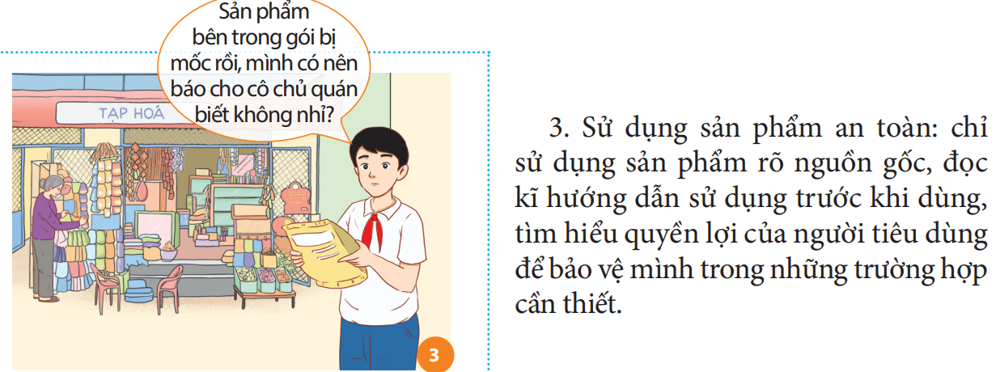 Sản phẩm
bên trong gói bị
mốc rồi, mình có nên
báo cho cô chủ quán
biết không nhỉ?
TẠP HOÁ
3
3. Sử dụng sản phẩm an toàn: chỉ
sử dụng sản phẩm rõ nguồn gốc, đọc
kĩ hướng dẫn sử dụng trước khi dùng,
tìm hiểu quyền lợi của người tiêu dùng
để bảo vệ mình trong những trường hợp
cần thiết.